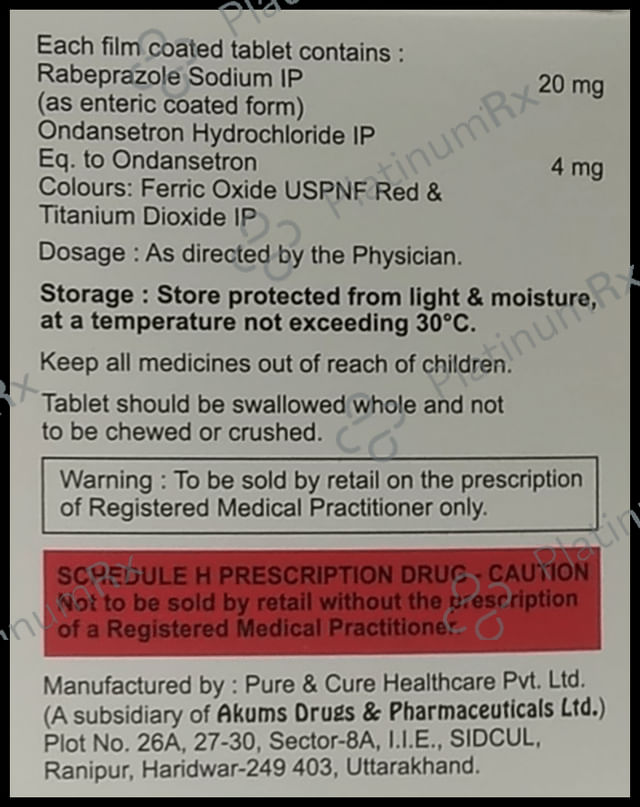 Each film coated tablet contains :
Rabeprazole Sodium IP 20 mg
(as enteric coated form)
Ondansetron Hydrochloride IP
Eq. to Ondansetron 4 mg
Colours: Ferric Oxide USPNF Red &
Titanium Dioxide IP
Dosage : As directed by the Physician.
Storage : Store protected from light & moisture,
at a temperature not exceeding 30°C.
Keep all medicines out of reach of children.
Tablet should be swallowed whole and not
to be chewed or crushed.
Warning : To be sold by retail on the prescription
of Registered Medical Practitioner only.
SCHEDULE H PRESCRIPTION DRUG - CAUTION
Not to be sold by retail without the prescription
of a Registered Medical Practitioner.
Manufactured by : Pure & Cure Healthcare Pvt. Ltd.
(A subsidiary of Akums Drugs & Pharmaceuticals Ltd.)
Plot No. 26A, 27-30, Sector-8A, I.I.E., SIDCUL,
Ranipur, Haridwar-249 403, Uttarakhand.
PlatinumRx
PlatinumRx